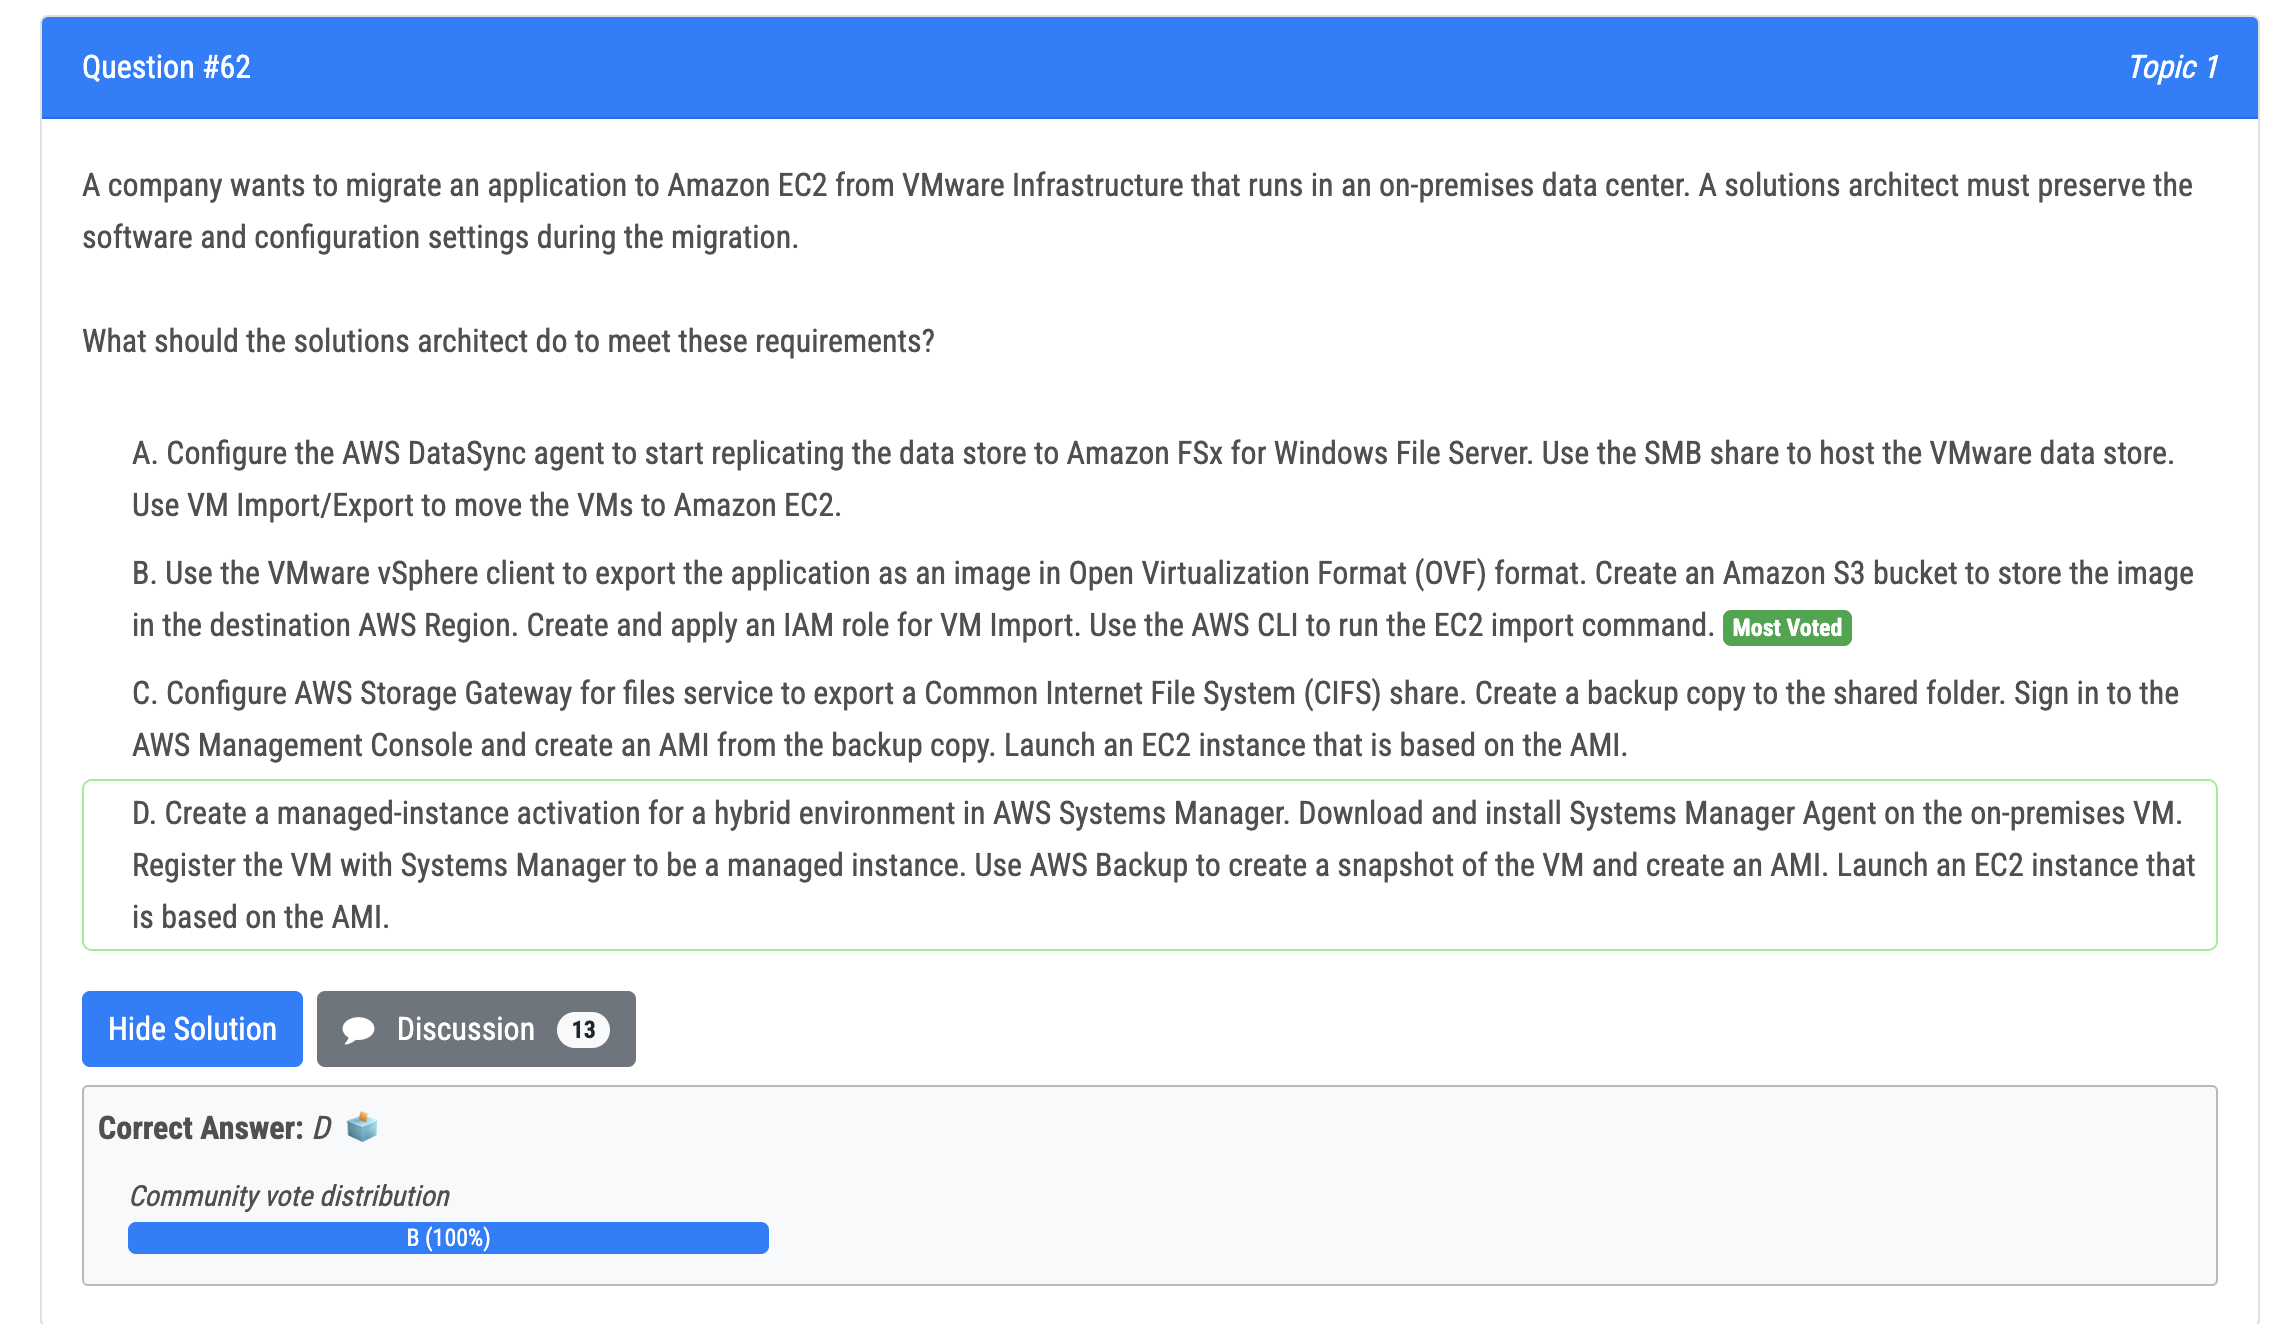 Question #62
Topic 1
A company wants to migrate an application to Amazon EC2 from VMware Infrastructure that runs in an on-premises data center. A solutions architect must preserve the
software and configuration settings during the migration.
What should the solutions architect do to meet these requirements?
A. Configure the AWS DataSync agent to start replicating the data store to Amazon FSx for Windows File Server. Use the SMB share to host the VMware data store.
Use VM Import/Export to move the VMs to Amazon EC2.
B. Use the VMware vSphere client to export the application as an image in Open Virtualization Format (OVF) format. Create an Amazon S3 bucket to store the image
in the destination AWS Region. Create and apply an IAM role for VM Import. Use the AWS CLI to run the EC2 import command. Most Voted
C. Configure AWS Storage Gateway for files service to export a Common Internet File System (CIFS) share. Create a backup copy to the shared folder. Sign in to the
AWS Management Console and create an AMI from the backup copy. Launch an EC2 instance that is based on the AMI.
D. Create a managed-instance activation for a hybrid environment in AWS Systems Manager. Download and install Systems Manager Agent on the on-premises VM.
Register the VM with Systems Manager to be a managed instance. Use AWS Backup to create a snapshot of the VM and create an AMI. Launch an EC2 instance that
is based on the AMI.
Hide Solution
Discussion 13
Correct Answer: D
Community vote distribution
B (100%)